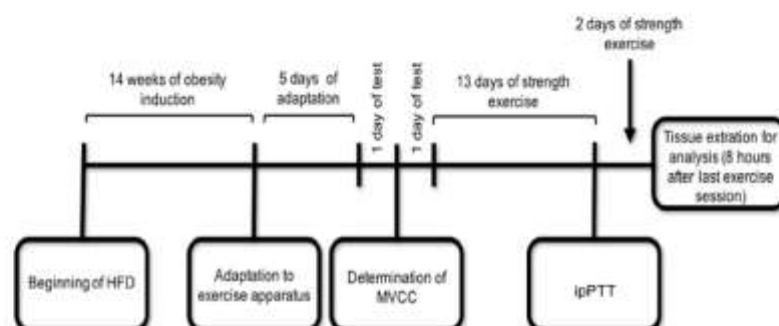 2 days of strength
exercise
14 weeks of obesity
induction
5 days of
adaptation
1 day of test
1 day of test
13 days of strength
exercise
Tissue extration for
analysis (8 hours
after last exercise
session)
Beginning of HFD
Adaptation to
exercise apparatus
Determination of
MVCC
ipPTT